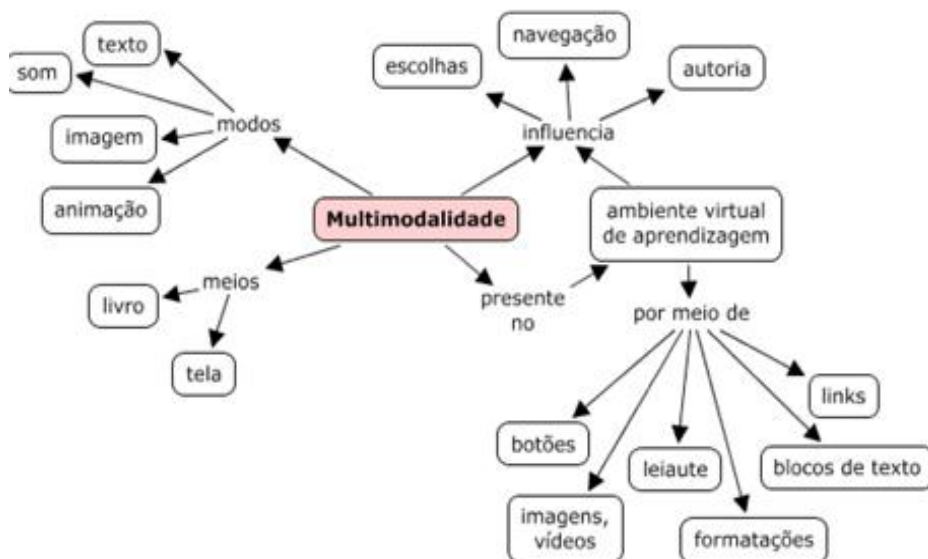 texto
som
modos
imagem
animação
navegação
escolhas
autoria
influencia
Multimodalidade
ambiente virtual
de aprendizagem
meios
livro
tela
presente
no
por meio de
links
botões
leiaute
blocos de texto
imagens,
vídeos
formatações